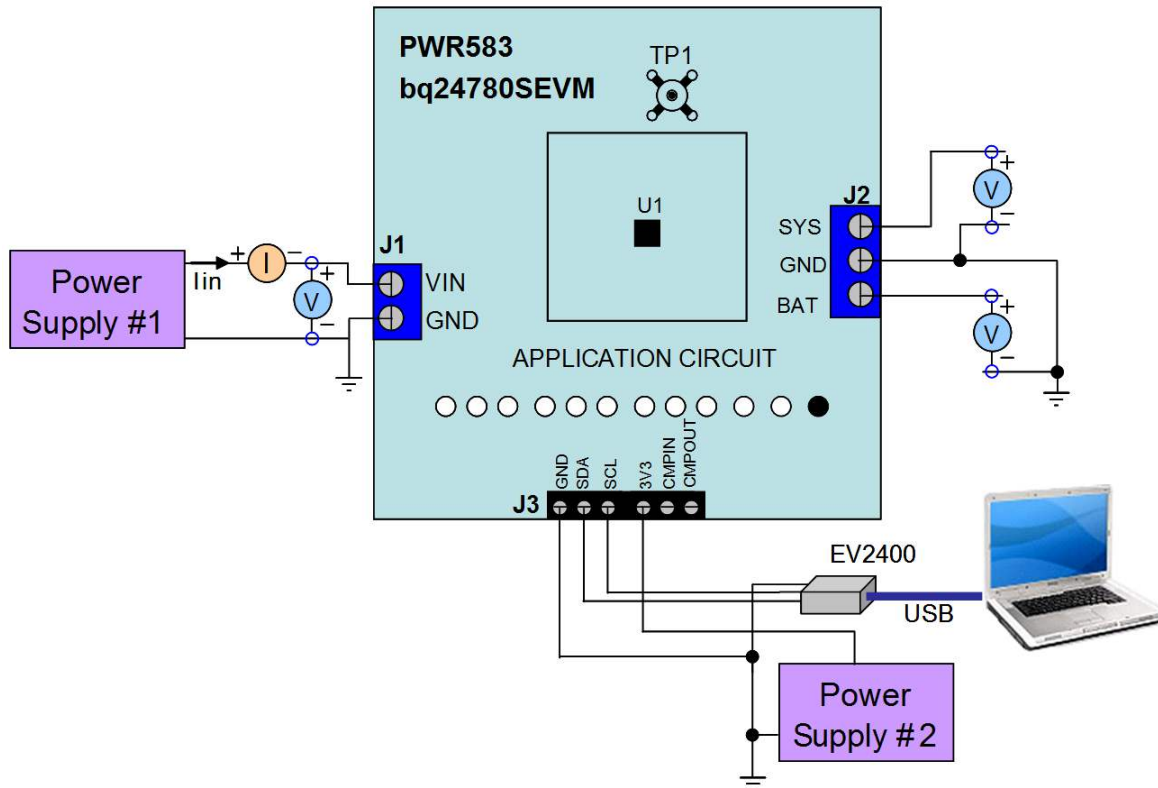 PWR583
bq24780SEVM
TP1
U1
J2
SYS
GND
BAT
+
V
−
+
V
−
Power
Supply #1
Iin
+
I
−
+
V
−
J1
VIN
GND
APPLICATION CIRCUIT
GND
SDA
SCL
3V3
CMPIN
CMPOUT
J3
EV2400
USB
Power
Supply #2